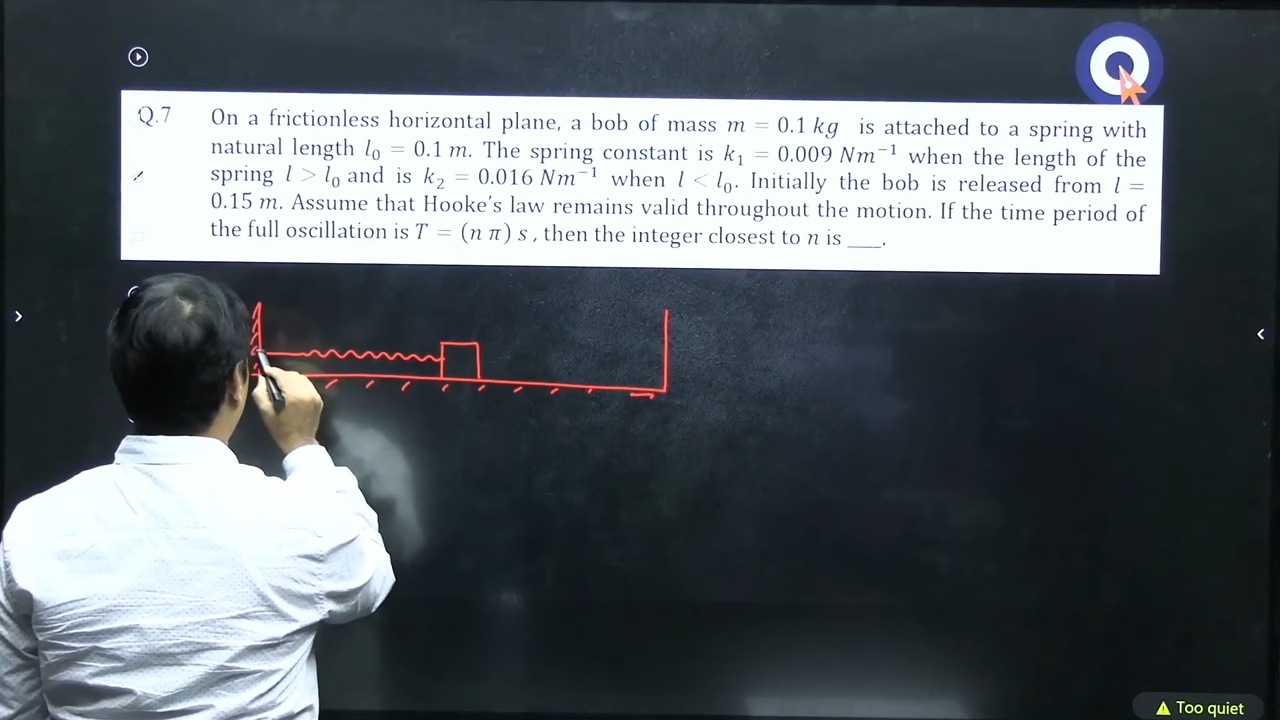 Q.7 On a frictionless horizontal plane, a bob of mass m = 0.1 kg is attached to a spring with
natural length l₀ = 0.1 m. The spring constant is k₁ = 0.009 Nm⁻¹ when the length of the
spring l > l₀ and is k₂ = 0.016 Nm⁻¹ when l < l₀. Initially the bob is released from l =
0.15 m. Assume that Hooke's law remains valid throughout the motion. If the time period of
the full oscillation is T = (n π) s, then the integer closest to n is ____.
Too quiet